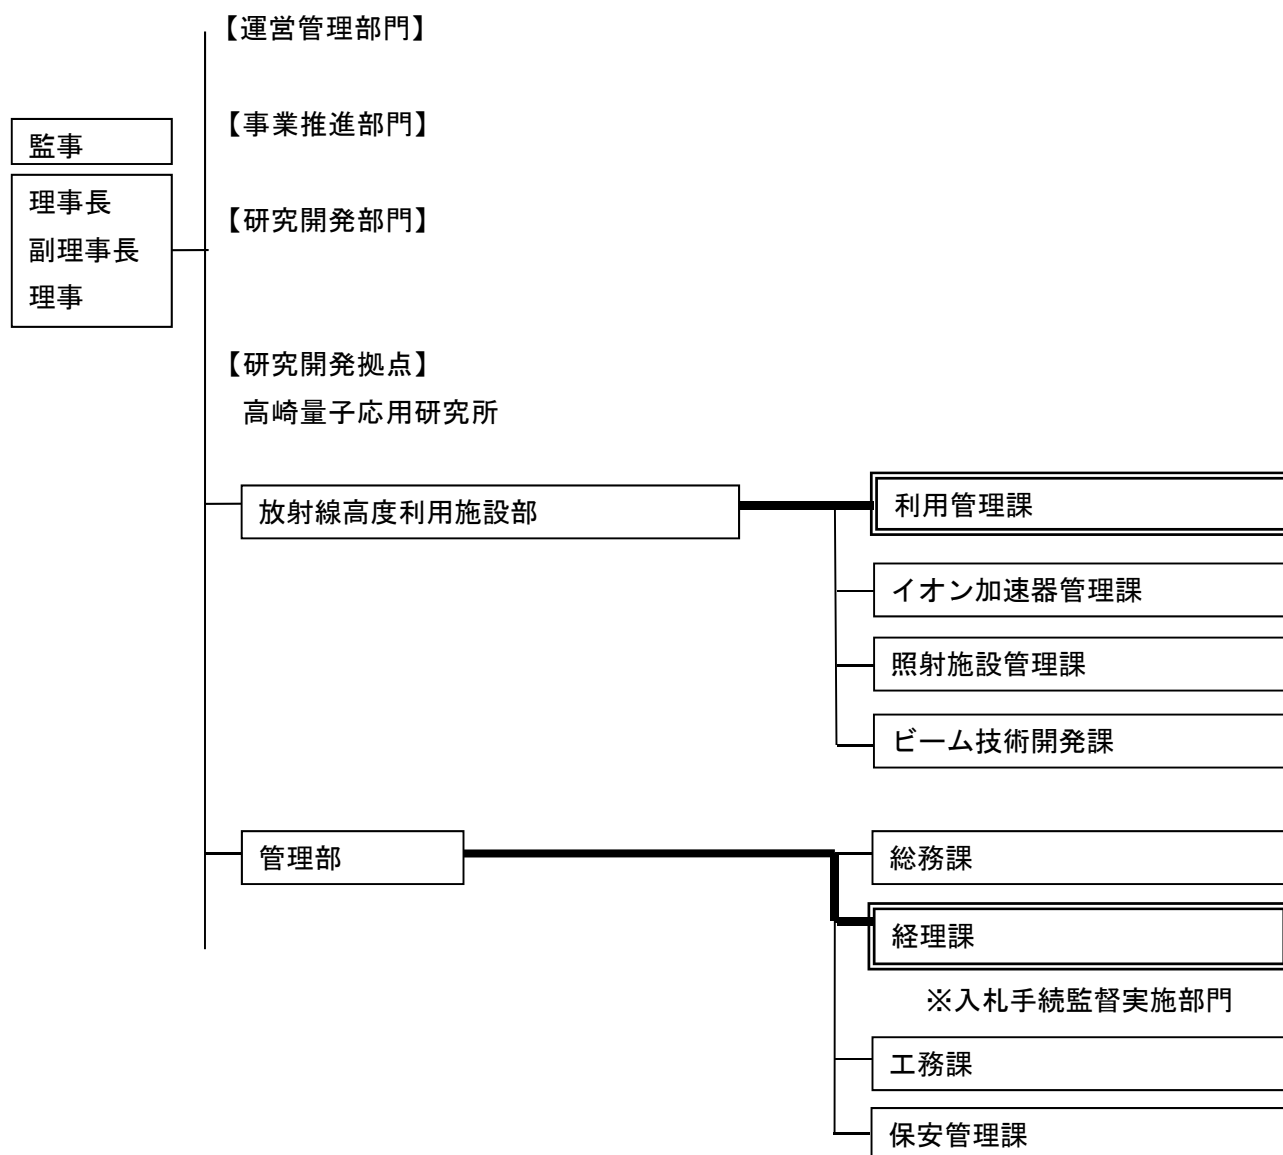 【運営管理部門】
【事業推進部門】
監事
理事長
副理事長
理事
【研究開発部門】
【研究開発拠点】
高崎量子応用研究所
放射線高度利用施設部
利用管理課
イオン加速器管理課
照射施設管理課
ビーム技術開発課
管理部
総務課
経理課
※入札手続監督実施部門
工務課
保安管理課